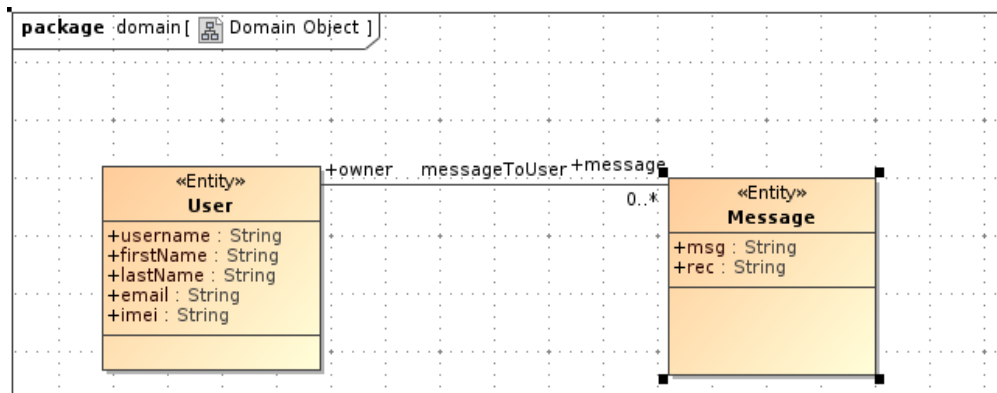 package domain [ Domain Object ]
+owner messageToUser +message
0..*
«Entity»
User
+username : String
+firstName : String
+lastName : String
+email : String
+imei : String
«Entity»
Message
+msg : String
+rec : String